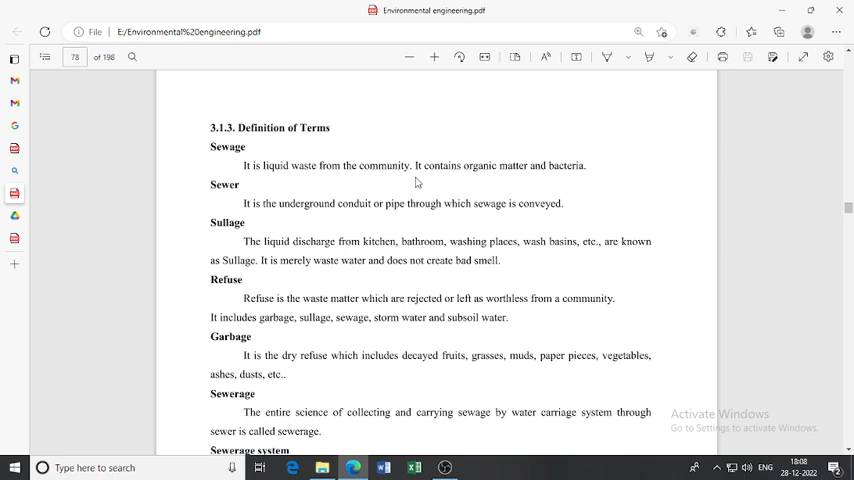 Environmental engineering.pdf
File
E:/Environmental%20engineering.pdf
78 of 198
3.1.3. Definition of Terms
Sewage
It is liquid waste from the community. It contains organic matter and bacteria.
Sewer
It is the underground conduit or pipe through which sewage is conveyed.
Sullage
The liquid discharge from kitchen, bathroom, washing places, wash basins, etc., are known
as Sullage. It is merely waste water and does not create bad smell.
Refuse
Refuse is the waste matter which are rejected or left as worthless from a community.
It includes garbage, sullage, sewage, storm water and subsoil water.
Garbage
It is the dry refuse which includes decayed fruits, grasses, muds, paper pieces, vegetables,
ashes, dusts, etc..
Sewerage
The entire science of collecting and carrying sewage by water carriage system through
sewer is called sewerage.
Sewerage system
Activate Windows
Go to Settings to activate Windows.
Type here to search
ENG
18:08
28-12-2022
2